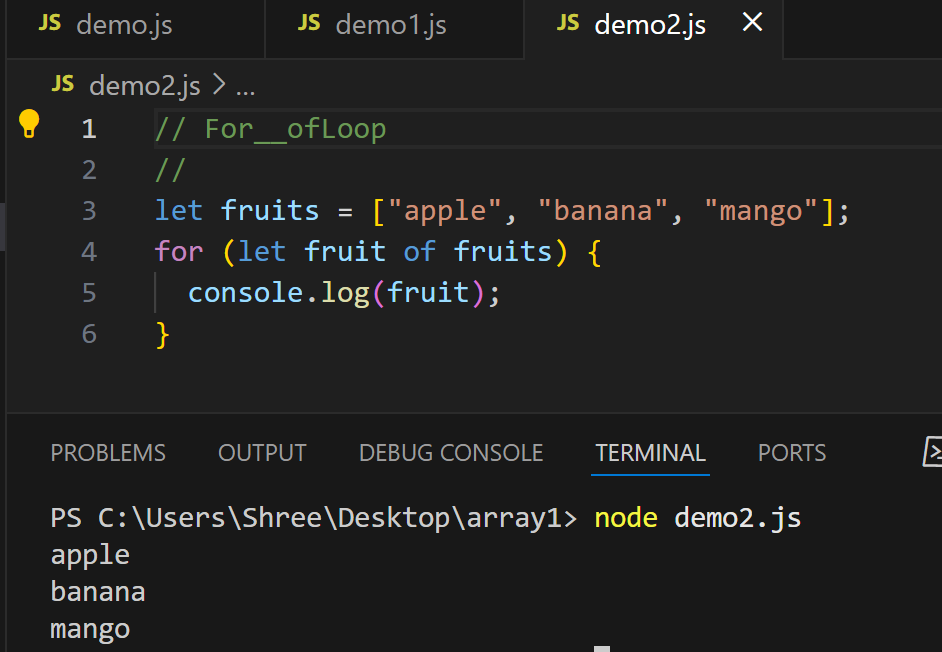 JS demo.js JS demo1.js JS demo2.js
JS demo2.js > ...
1 // For__ofLoop
2 //
3 let fruits = ["apple", "banana", "mango"];
4 for (let fruit of fruits) {
5 console.log(fruit);
6 }
PROBLEMS OUTPUT DEBUG CONSOLE TERMINAL PORTS
PS C:\Users\Shree\Desktop\array1> node demo2.js
apple
banana
mango